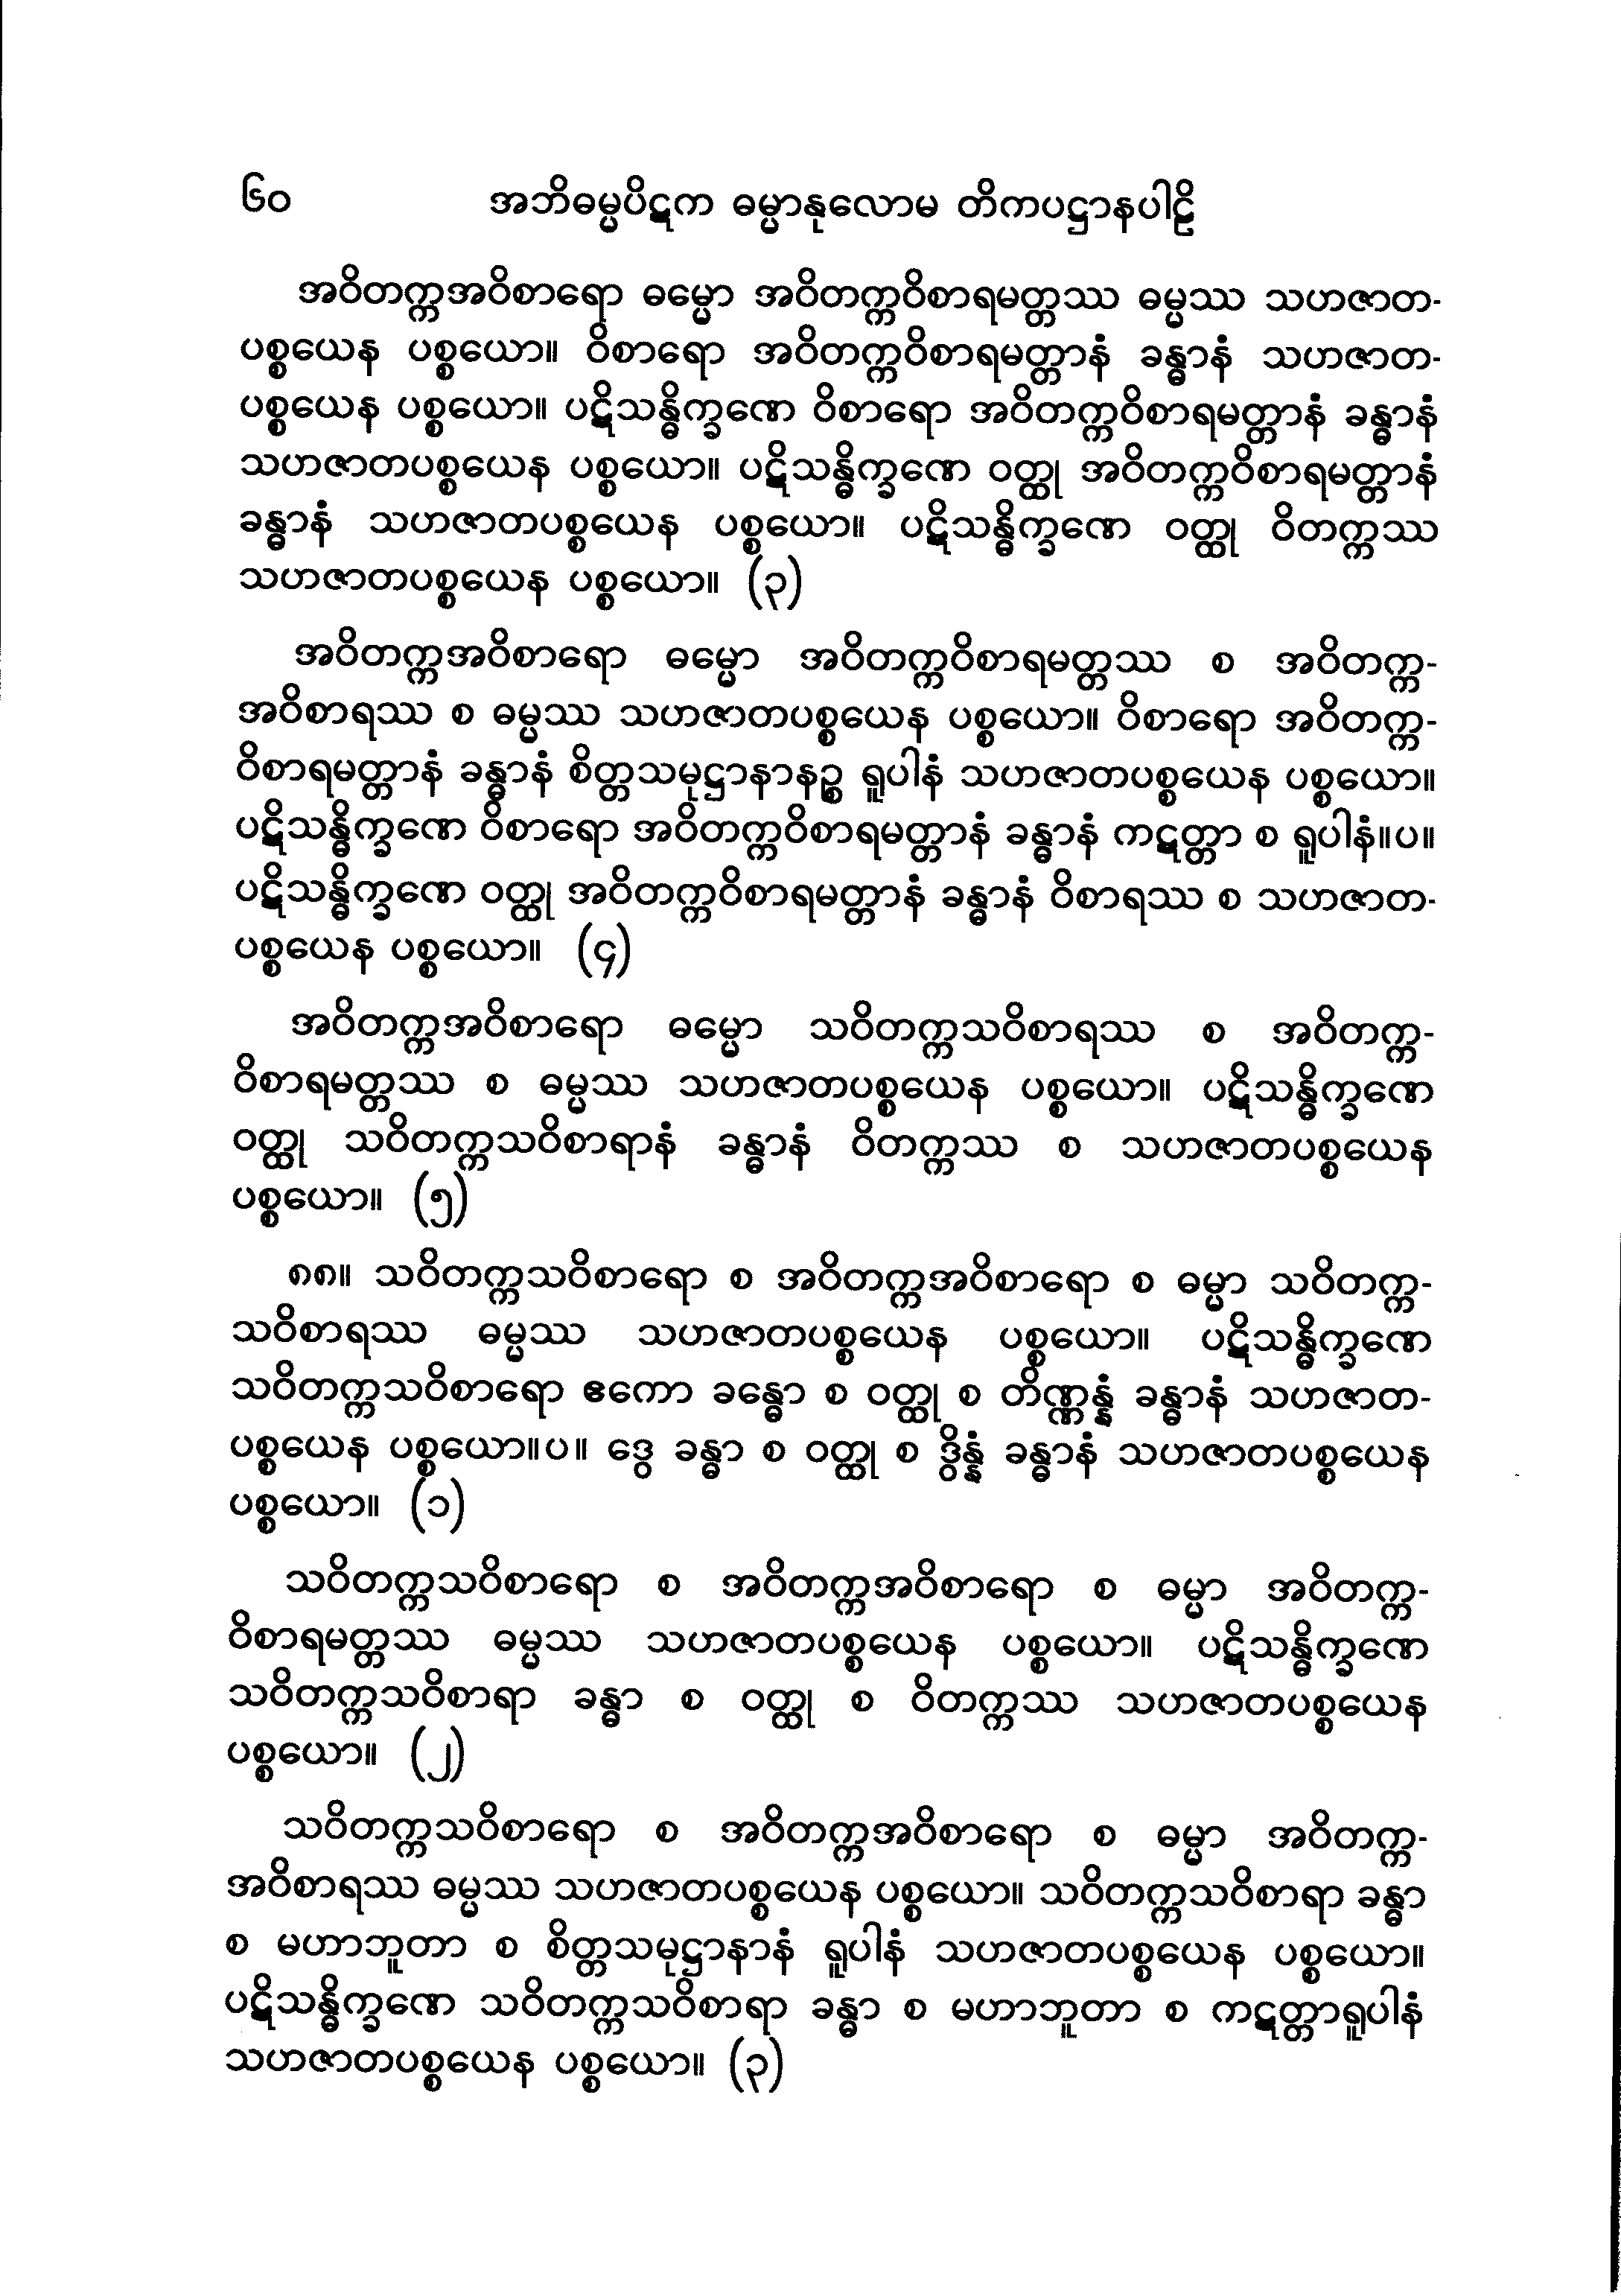 ၆၀ အဘိဓမ္မပိဋက ဓမ္မာနုလောမ တိကပဋ္ဌာနပါဠိ
အဝိတက္ကအဝိစာရော ဓမ္မော အဝိတက္ကဝိစာရမတ္တဿ ဓမ္မဿ သဟဇာတ-
ပစ္စယေန ပစ္စယော။ ဝိစာရော အဝိတက္ကဝိစာရမတ္တာနံ ခန္ဓာနံ သဟဇာတ-
ပစ္စယေန ပစ္စယော။ ပဋိသန္ဓိက္ခဏေ ဝိစာရော အဝိတက္ကဝိစာရမတ္တာနံ ခန္ဓာနံ
သဟဇာတပစ္စယေန ပစ္စယော။ ပဋိသန္ဓိက္ခဏေ ဝတ္ထု အဝိတက္ကဝိစာရမတ္တာနံ
ခန္ဓာနံ သဟဇာတပစ္စယေန ပစ္စယော။ ပဋိသန္ဓိက္ခဏေ ဝတ္ထု ဝိတက္ကဿ
သဟဇာတပစ္စယေန ပစ္စယော။ (၃)
အဝိတက္ကအဝိစာရော ဓမ္မော အဝိတက္ကဝိစာရမတ္တဿ စ အဝိတက္က-
အဝိစာရဿ စ ဓမ္မဿ သဟဇာတပစ္စယေန ပစ္စယော။ ဝိစာရော အဝိတက္က-
ဝိစာရမတ္တာနံ ခန္ဓာနံ စိတ္တသမုဋ္ဌာနာနဉ္စ ရူပါနံ သဟဇာတပစ္စယေန ပစ္စယော။
ပဋိသန္ဓိက္ခဏေ ဝိစာရော အဝိတက္ကဝိစာရမတ္တာနံ ခန္ဓာနံ ကဋတ္တာ စ ရူပါနံ။ပ။
ပဋိသန္ဓိက္ခဏေ ဝတ္ထု အဝိတက္ကဝိစာရမတ္တာနံ ခန္ဓာနံ ဝိစာရဿ စ သဟဇာတ-
ပစ္စယေန ပစ္စယော။ (၄)
အဝိတက္ကအဝိစာရော ဓမ္မော သဝိတက္ကသဝိစာရဿ စ အဝိတက္က-
ဝိစာရမတ္တဿ စ ဓမ္မဿ သဟဇာတပစ္စယေန ပစ္စယော။ ပဋိသန္ဓိက္ခဏေ
ဝတ္ထု သဝိတက္ကသဝိစာရာနံ ခန္ဓာနံ ဝိတက္ကဿ စ သဟဇာတပစ္စယေန
ပစ္စယော။ (၅)
၈၈။ သဝိတက္ကသဝိစာရော စ အဝိတက္ကအဝိစာရော စ ဓမ္မာ သဝိတက္က-
သဝိစာရဿ ဓမ္မဿ သဟဇာတပစ္စယေန ပစ္စယော။ ပဋိသန္ဓိက္ခဏေ
သဝိတက္ကသဝိစာရော ဧကော ခန္ဓော စ ဝတ္ထု စ တိဏ္ဏန္နံ ခန္ဓာနံ သဟဇာတ-
ပစ္စယေန ပစ္စယော။ပ။ ဒွေ ခန္ဓာ စ ဝတ္ထု စ ဒွိန္နံ ခန္ဓာနံ သဟဇာတပစ္စယေန
ပစ္စယော။ (၁)
သဝိတက္ကသဝိစာရော စ အဝိတက္ကအဝိစာရော စ ဓမ္မာ အဝိတက္က-
ဝိစာရမတ္တဿ ဓမ္မဿ သဟဇာတပစ္စယေန ပစ္စယော။ ပဋိသန္ဓိက္ခဏေ
သဝိတက္ကသဝိစာရာ ခန္ဓာ စ ဝတ္ထု စ ဝိတက္ကဿ သဟဇာတပစ္စယေန
ပစ္စယော။ (၂)
သဝိတက္ကသဝိစာရော စ အဝိတက္ကအဝိစာရော စ ဓမ္မာ အဝိတက္က-
အဝိစာရဿ ဓမ္မဿ သဟဇာတပစ္စယေန ပစ္စယော။ သဝိတက္ကသဝိစာရာ ခန္ဓာ
စ မဟာဘူတာ စ စိတ္တသမုဋ္ဌာနာနံ ရူပါနံ သဟဇာတပစ္စယေန ပစ္စယော။
ပဋိသန္ဓိက္ခဏေ သဝိတက္ကသဝိစာရာ ခန္ဓာ စ မဟာဘူတာ စ ကဋတ္တာရူပါနံ
သဟဇာတပစ္စယေန ပစ္စယော။ (၃)